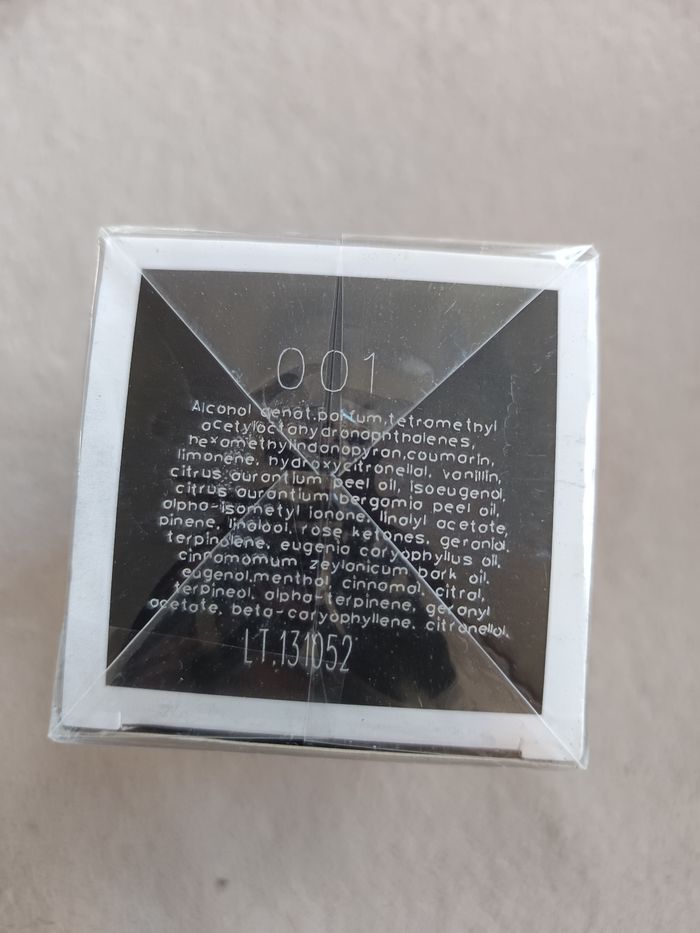 001
Alcohol denat.parfum,tetramethyl
acetyloctahydronaphthalenes,
hexamethylindanopyran,coumarin,
limonene, hydroxycitronellal, vanillin,
citrus aurantium peel oil, isoeugenol,
citrus aurantium bergamia peel oil,
alpha-isometyl ionone, linalyl acetate,
pinene, linalool, rose ketones, geraniol,
terpinolene, eugenia caryophyllus oil,
cinnamomum zeylanicum bark oil,
eugenol,menthol, cinnamal, citral,
terpineol, alpha-terpinene, geranyl
acetate, beta-caryophyllene, citronellol,
LT.131052